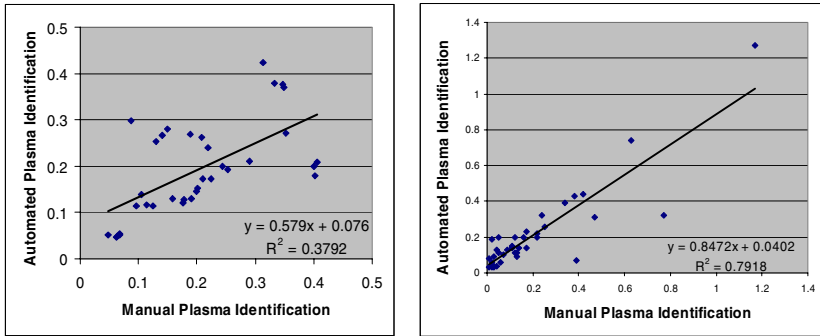 0.5
0.4
0.3
0.2
0.1
0
0 0.1 0.2 0.3 0.4 0.5
Automated Plasma Identification
Manual Plasma Identification
y = 0.579x + 0.076
R² = 0.3792
1.4
1.2
1
0.8
0.6
0.4
0.2
0
0 0.2 0.4 0.6 0.8 1 1.2 1.4
Automated Plasma Identification
Manual Plasma Identification
y = 0.8472x + 0.0402
R² = 0.7918